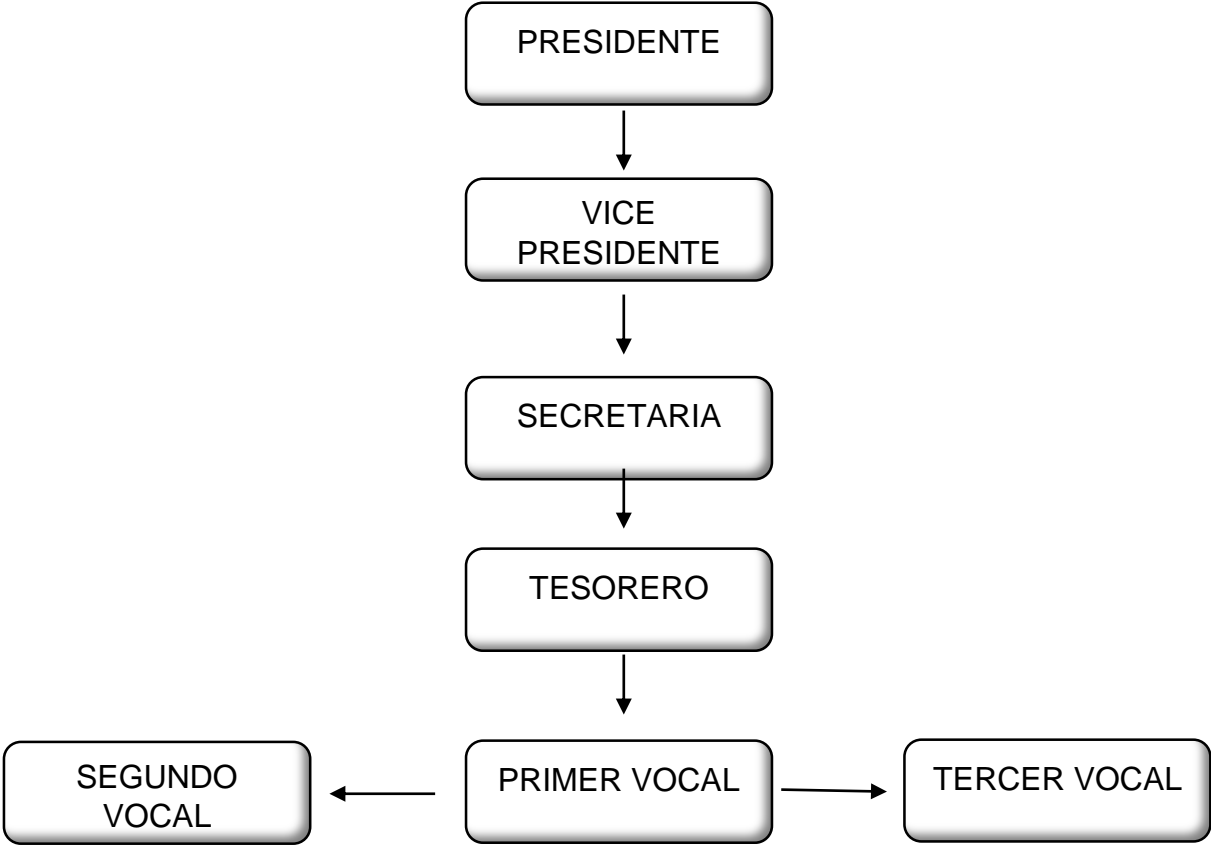 PRESIDENTE
VICE
PRESIDENTE
SECRETARIA
TESORERO
SEGUNDO
VOCAL
PRIMER VOCAL
TERCER VOCAL